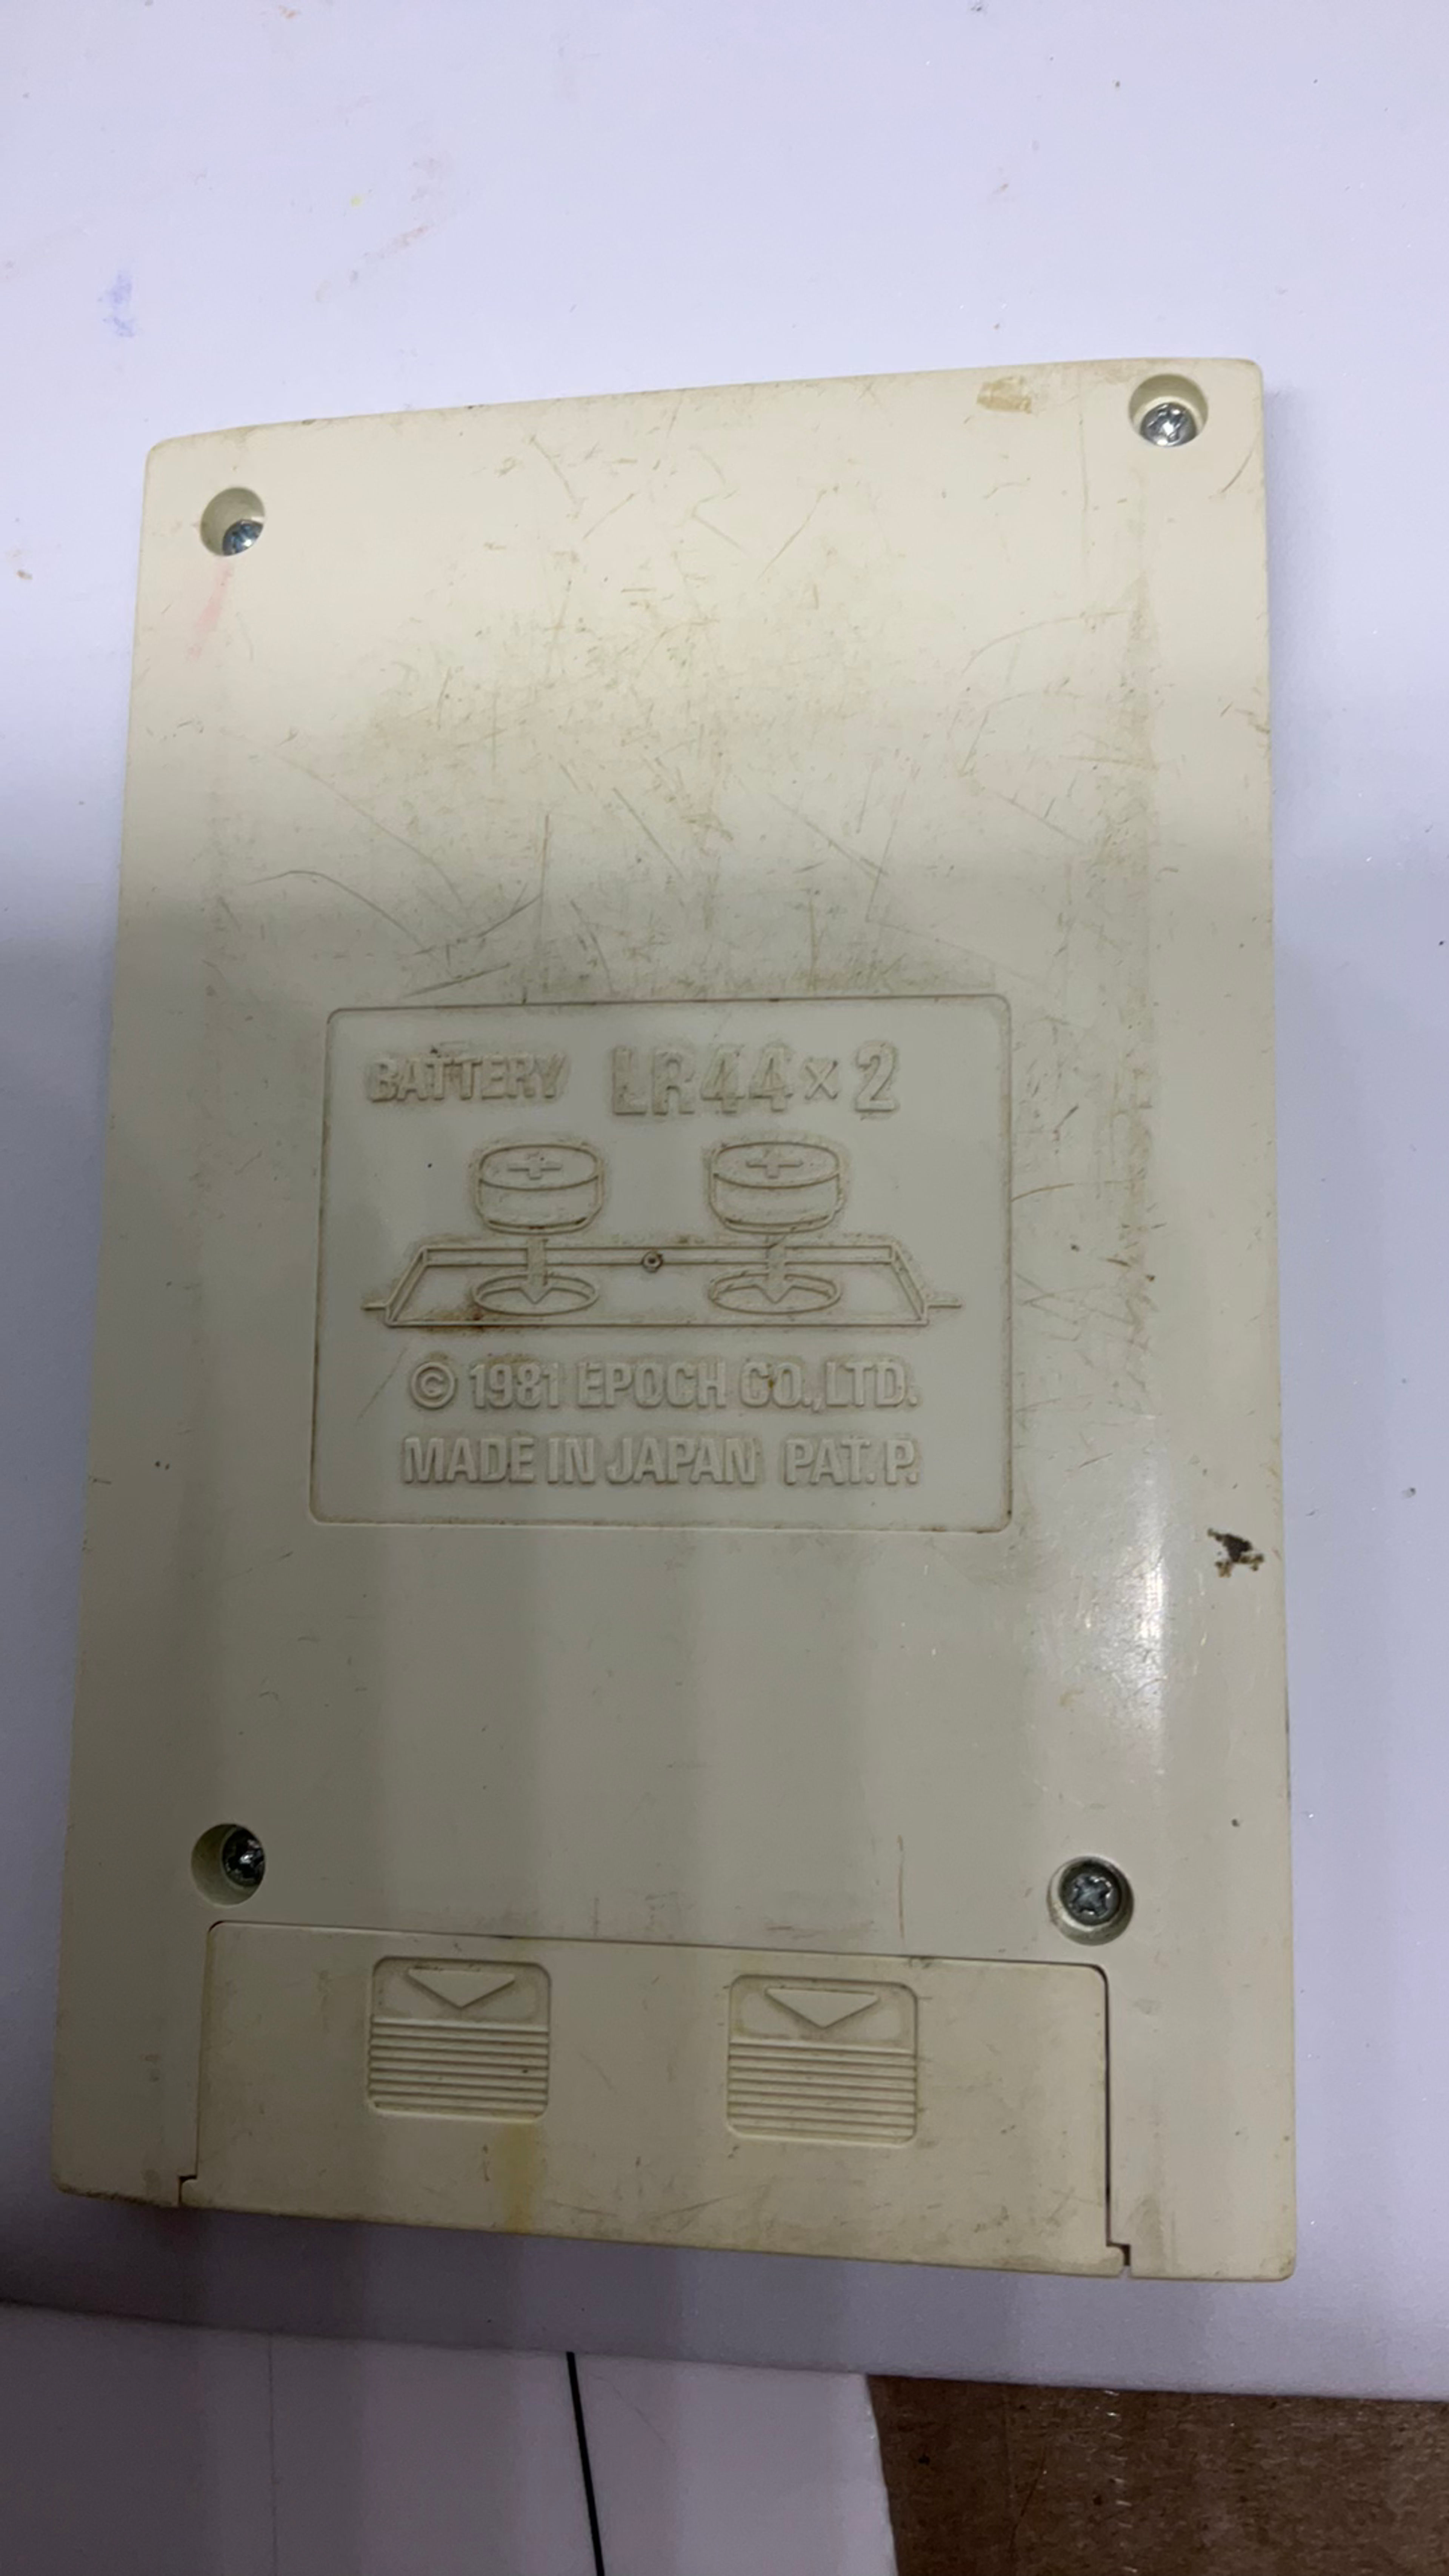 BATTERY LR44×2
© 1981 EPOCH CO.,LTD.
MADE IN JAPAN PAT.P.